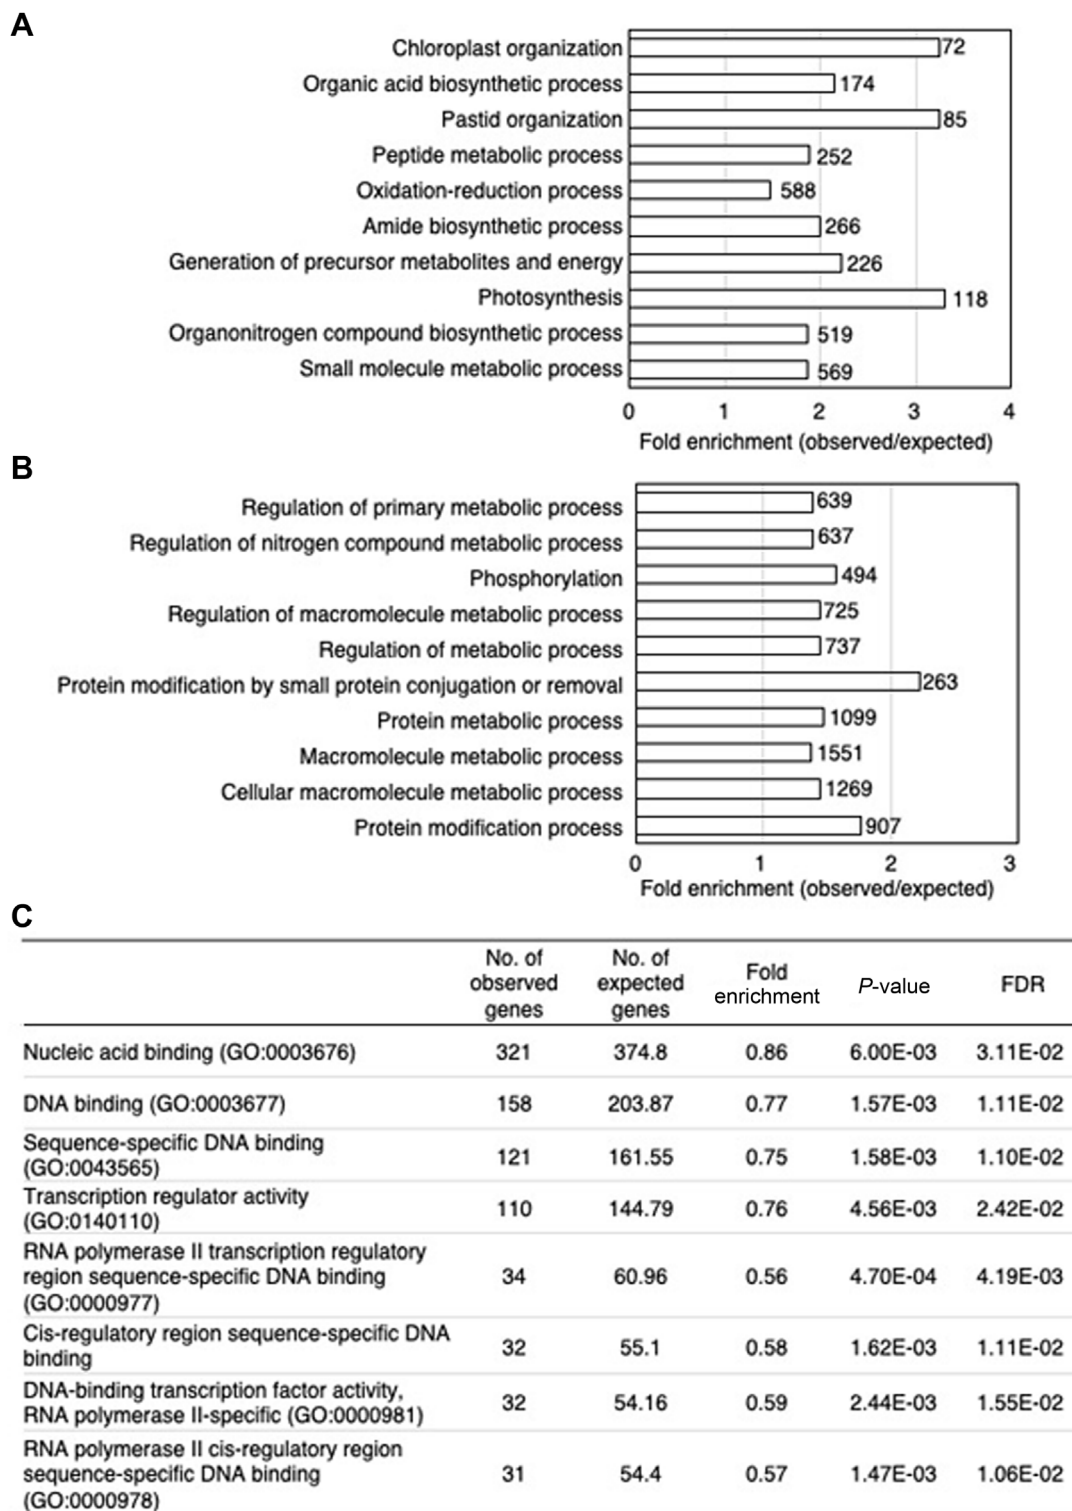 A
Chloroplast organization 72
Organic acid biosynthetic process 174
Pastid organization 85
Peptide metabolic process 252
Oxidation-reduction process 588
Amide biosynthetic process 266
Generation of precursor metabolites and energy 226
Photosynthesis 118
Organonitrogen compound biosynthetic process 519
Small molecule metabolic process 569
0 1 2 3 4
Fold enrichment (observed/expected)
B
Regulation of primary metabolic process 639
Regulation of nitrogen compound metabolic process 637
Phosphorylation 494
Regulation of macromolecule metabolic process 725
Regulation of metabolic process 737
Protein modification by small protein conjugation or removal 263
Protein metabolic process 1099
Macromolecule metabolic process 1551
Cellular macromolecule metabolic process 1269
Protein modification process 907
0 1 2 3
Fold enrichment (observed/expected)
C
No. of observed genes No. of expected genes Fold enrichment P-value FDR
Nucleic acid binding (GO:0003676) 321 374.8 0.86 6.00E-03 3.11E-02
DNA binding (GO:0003677) 158 203.87 0.77 1.57E-03 1.11E-02
Sequence-specific DNA binding
(GO:0043565) 121 161.55 0.75 1.58E-03 1.10E-02
Transcription regulator activity
(GO:0140110) 110 144.79 0.76 4.56E-03 2.42E-02
RNA polymerase II transcription regulatory
region sequence-specific DNA binding 34 60.96 0.56 4.70E-04 4.19E-03
(GO:0000977)
Cis-regulatory region sequence-specific DNA
binding 32 55.1 0.58 1.62E-03 1.11E-02
DNA-binding transcription factor activity,
RNA polymerase II-specific (GO:0000981) 32 54.16 0.59 2.44E-03 1.55E-02
RNA polymerase II cis-regulatory region
sequence-specific DNA binding 31 54.4 0.57 1.47E-03 1.06E-02
(GO:0000978)